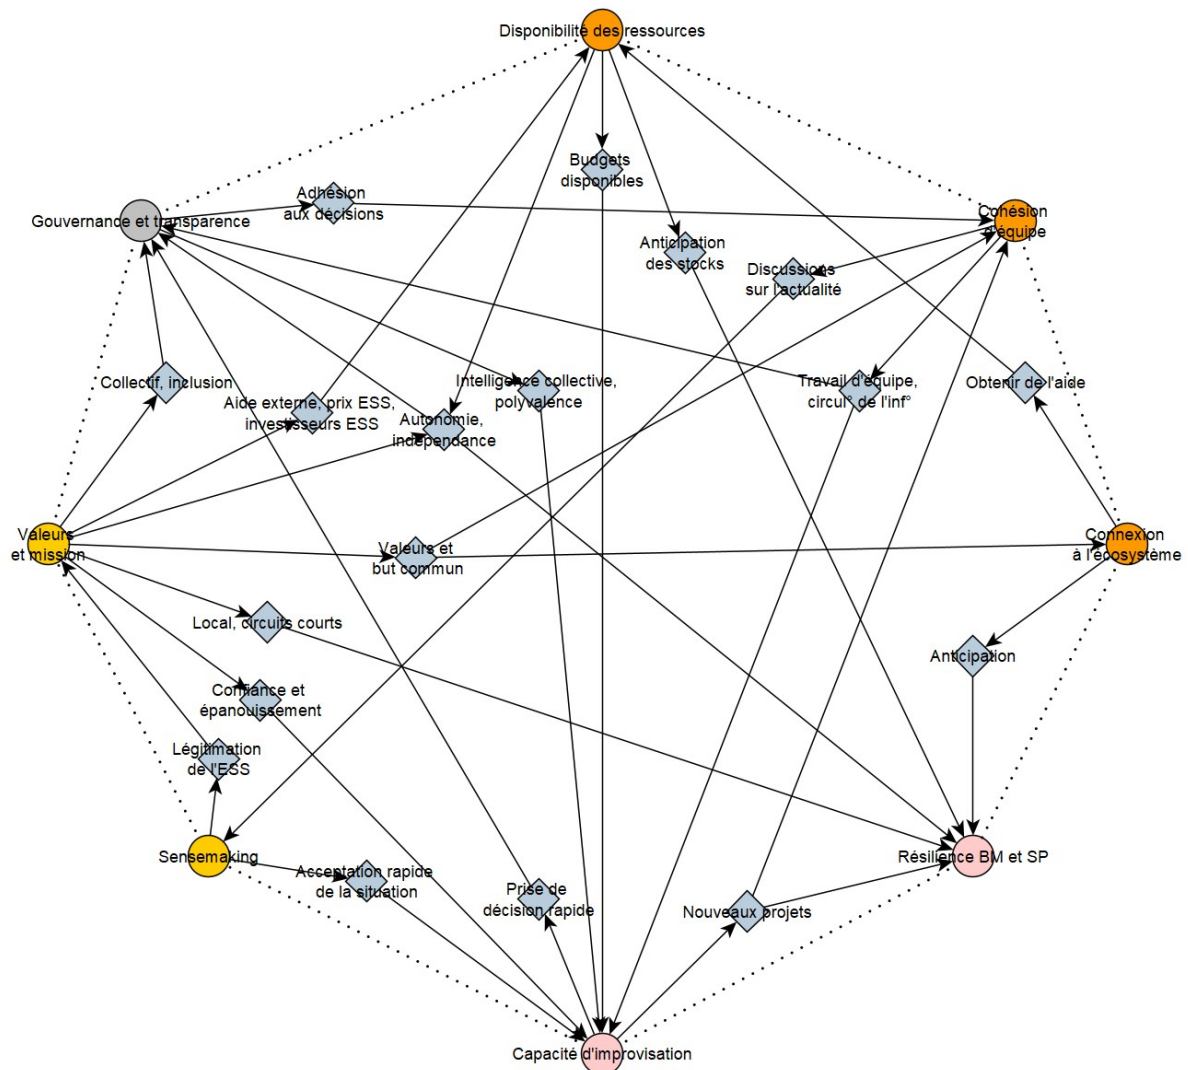 Disponibilité des ressources
Budgets
disponibles
Adhésion
aux décisions
Gouvernance et transparence
Cohésion
d'équipe
Anticipation
des stocks
Discussions
sur l'actualité
Collectif, inclusion
Aide externe, prix ESS,
investisseurs ESS
Intelligence collective,
polyvalence
Autonomie,
indépendance
Travail d'équipe,
circul° de l'inf°
Obtenir de l'aide
Valeurs
et mission
Valeurs et
but commun
Connexion
à l'écosystème
Local, circuits courts
Anticipation
Confiance et
épanouissement
Légitimation
de l'ESS
Sensemaking
Acceptation rapide
de la situation
Prise de
décision rapide
Nouveaux projets
Résilience BM et SP
Capacité d'improvisation